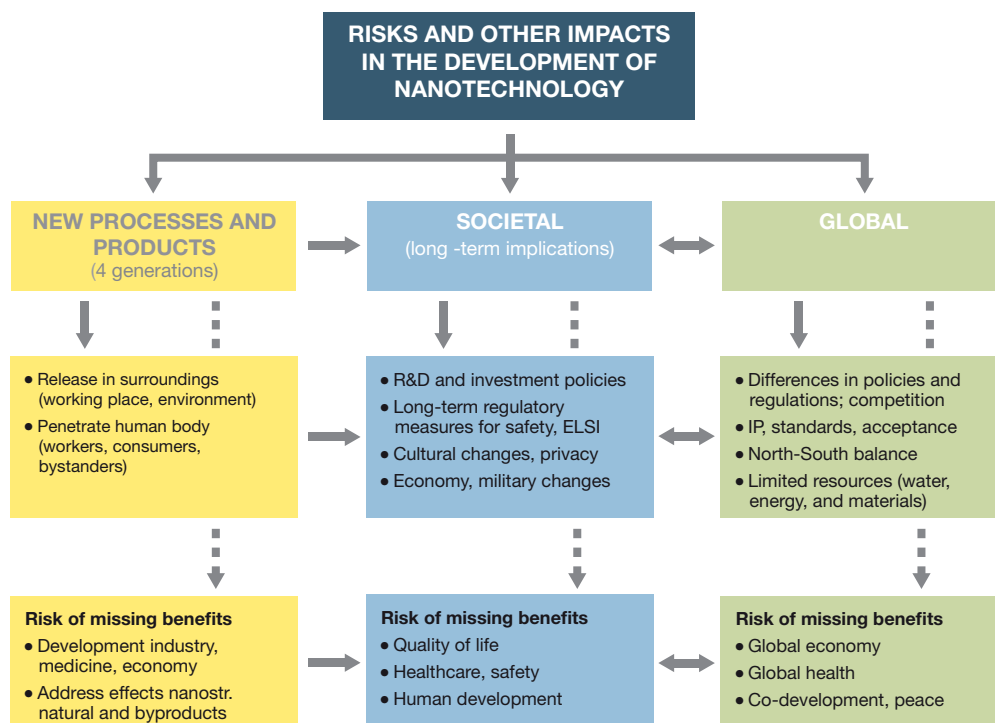 RISKS AND OTHER IMPACTS
IN THE DEVELOPMENT OF
NANOTECHNOLOGY
NEW PROCESSES AND
PRODUCTS
(4 generations)
SOCIETAL
(long -term implications)
GLOBAL
● Release in surroundings
(working place, environment)
● Penetrate human body
(workers, consumers,
bystanders)
● R&D and investment policies
● Long-term regulatory
measures for safety, ELSI
● Cultural changes, privacy
● Economy, military changes
● Differences in policies and
regulations; competition
● IP, standards, acceptance
● North-South balance
● Limited resources (water,
energy, and materials)
Risk of missing benefits
● Development industry,
medicine, economy
● Address effects nanostr.
natural and byproducts
Risk of missing benefits
● Quality of life
● Healthcare, safety
● Human development
Risk of missing benefits
● Global economy
● Global health
● Co-development, peace